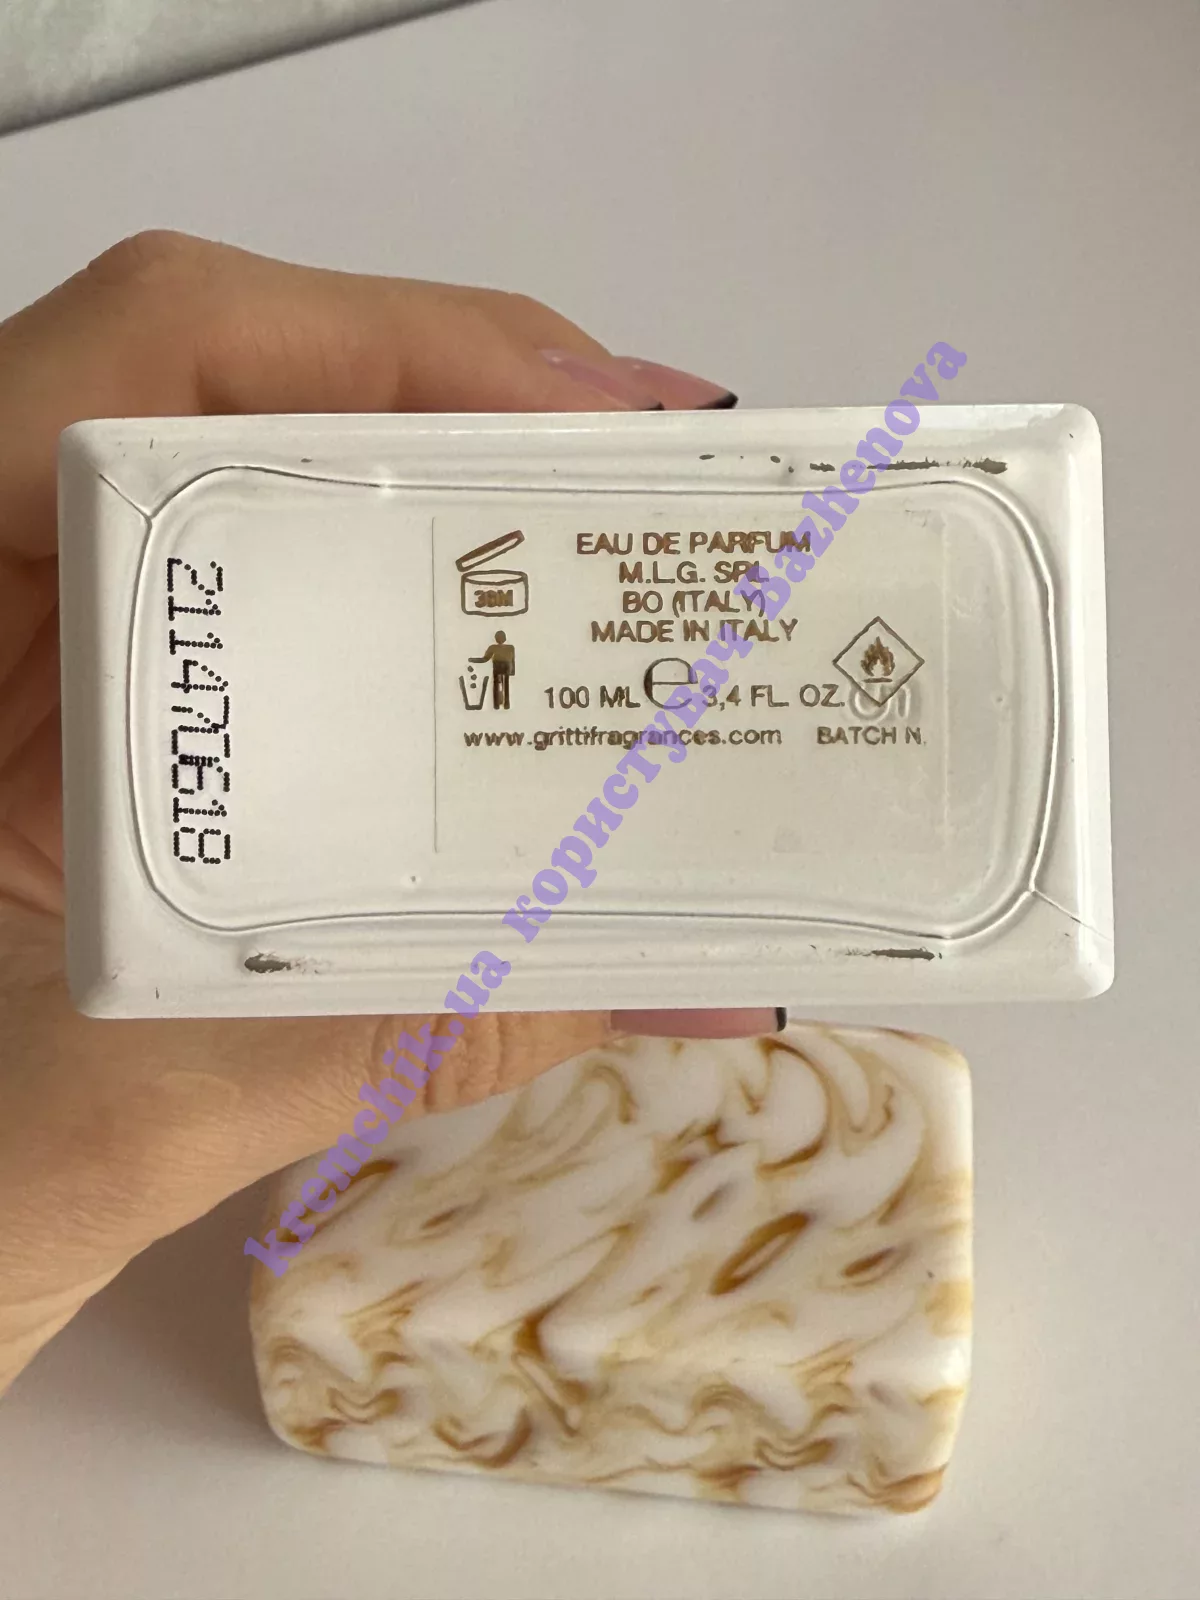 EAU DE PARFUM
M.L.G. SRL
BO (ITALY)
MADE IN ITALY
36M
100 ML e 3,4 FL. OZ.
www.grittifragrances.com
BATCH N.
kremchik.ua користувач Bazhenova